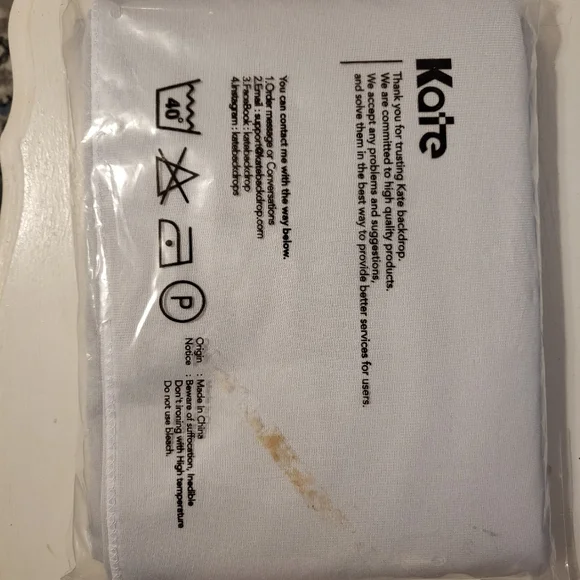 Kate
Thank you for trusting Kate backdrop.
We are committed to high quality products.
We accept any problems and suggestions,
and solve them in the best way to provide better services for users.
You can contact me with the way below.
1.Order message or Conversations
2.Email : support@katebackdrop.com
3.FaceBook : katebackdrop
4.Instagram : katebackdrops
40°
P
Origin : Made in China
Notice : Beware of suffocation, Inedible
Don't ironing with High temperature
Do not use bleach.